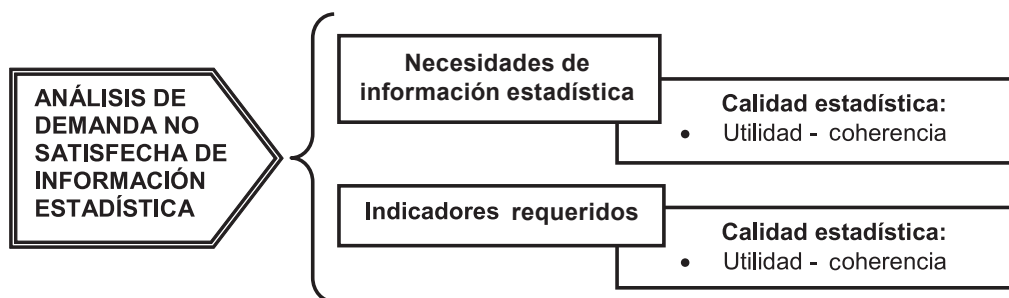 ANÁLISIS DE
DEMANDA NO
SATISFECHA DE
INFORMACIÓN
ESTADÍSTICA
Necesidades de
información estadística
Calidad estadística:
• Utilidad - coherencia
Indicadores requeridos
Calidad estadística:
• Utilidad - coherencia